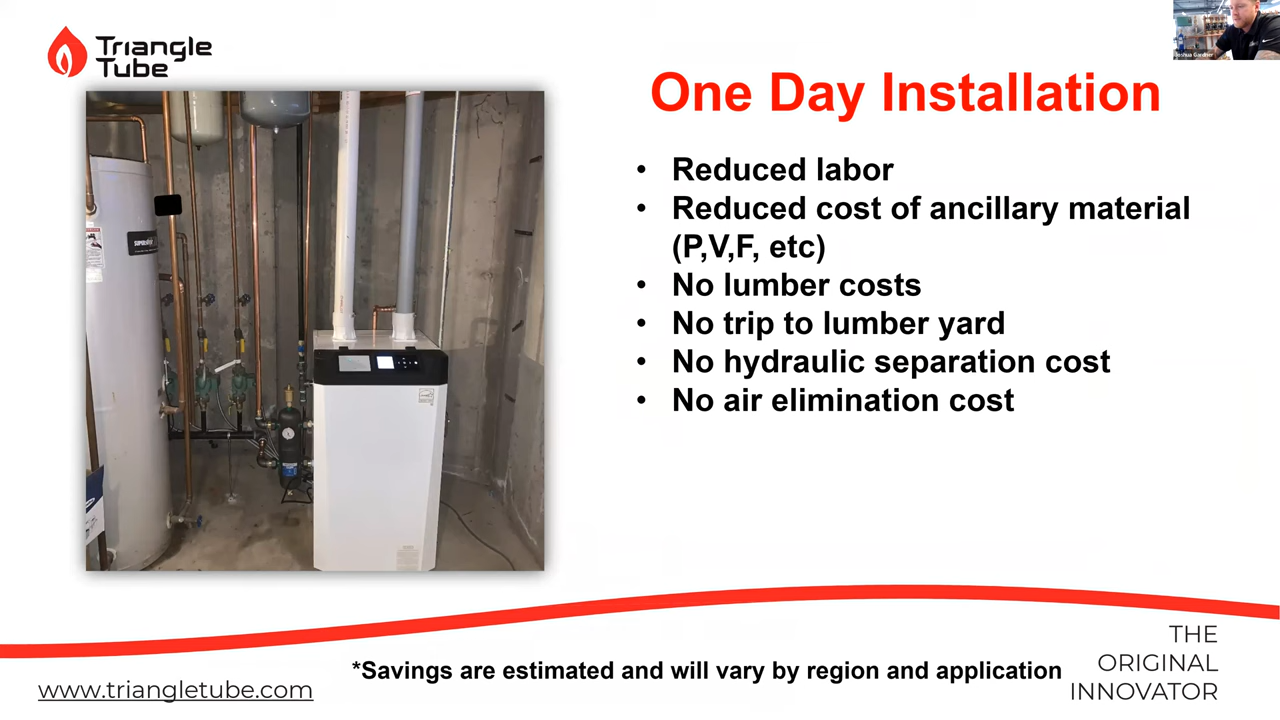 Triangle
Tube
Joshua Gardner
One Day Installation
• Reduced labor
• Reduced cost of ancillary material
(P,V,F, etc)
• No lumber costs
• No trip to lumber yard
• No hydraulic separation cost
• No air elimination cost
*Savings are estimated and will vary by region and application
www.triangletube.com
THE
ORIGINAL
INNOVATOR